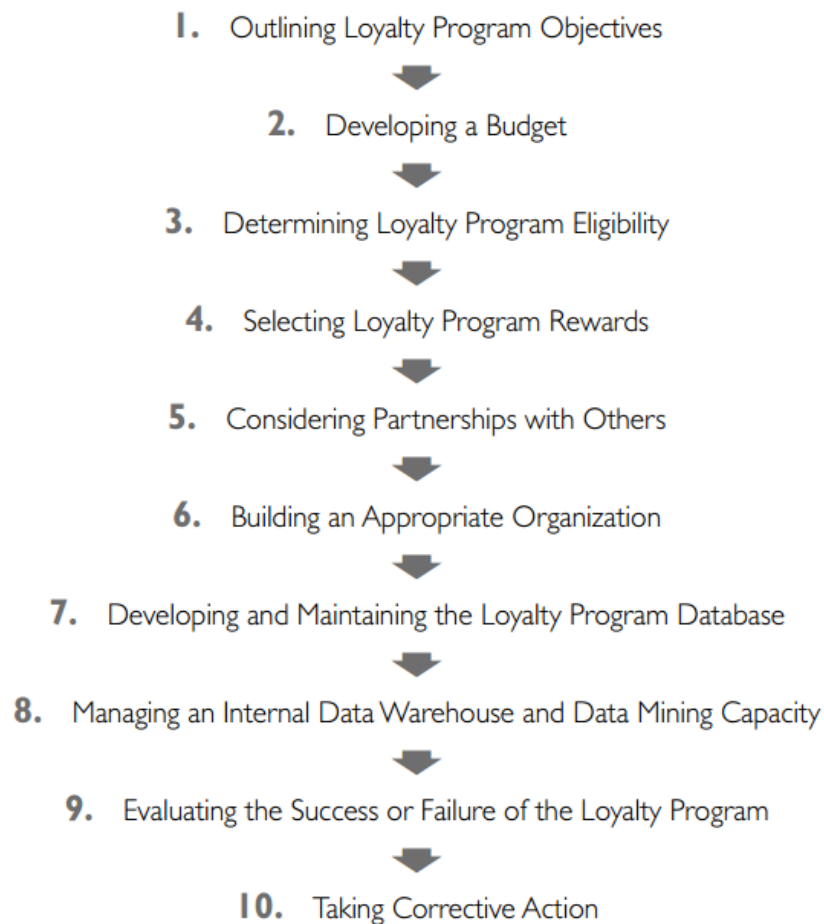 1. Outlining Loyalty Program Objectives
2. Developing a Budget
3. Determining Loyalty Program Eligibility
4. Selecting Loyalty Program Rewards
5. Considering Partnerships with Others
6. Building an Appropriate Organization
7. Developing and Maintaining the Loyalty Program Database
8. Managing an Internal Data Warehouse and Data Mining Capacity
9. Evaluating the Success or Failure of the Loyalty Program
10. Taking Corrective Action